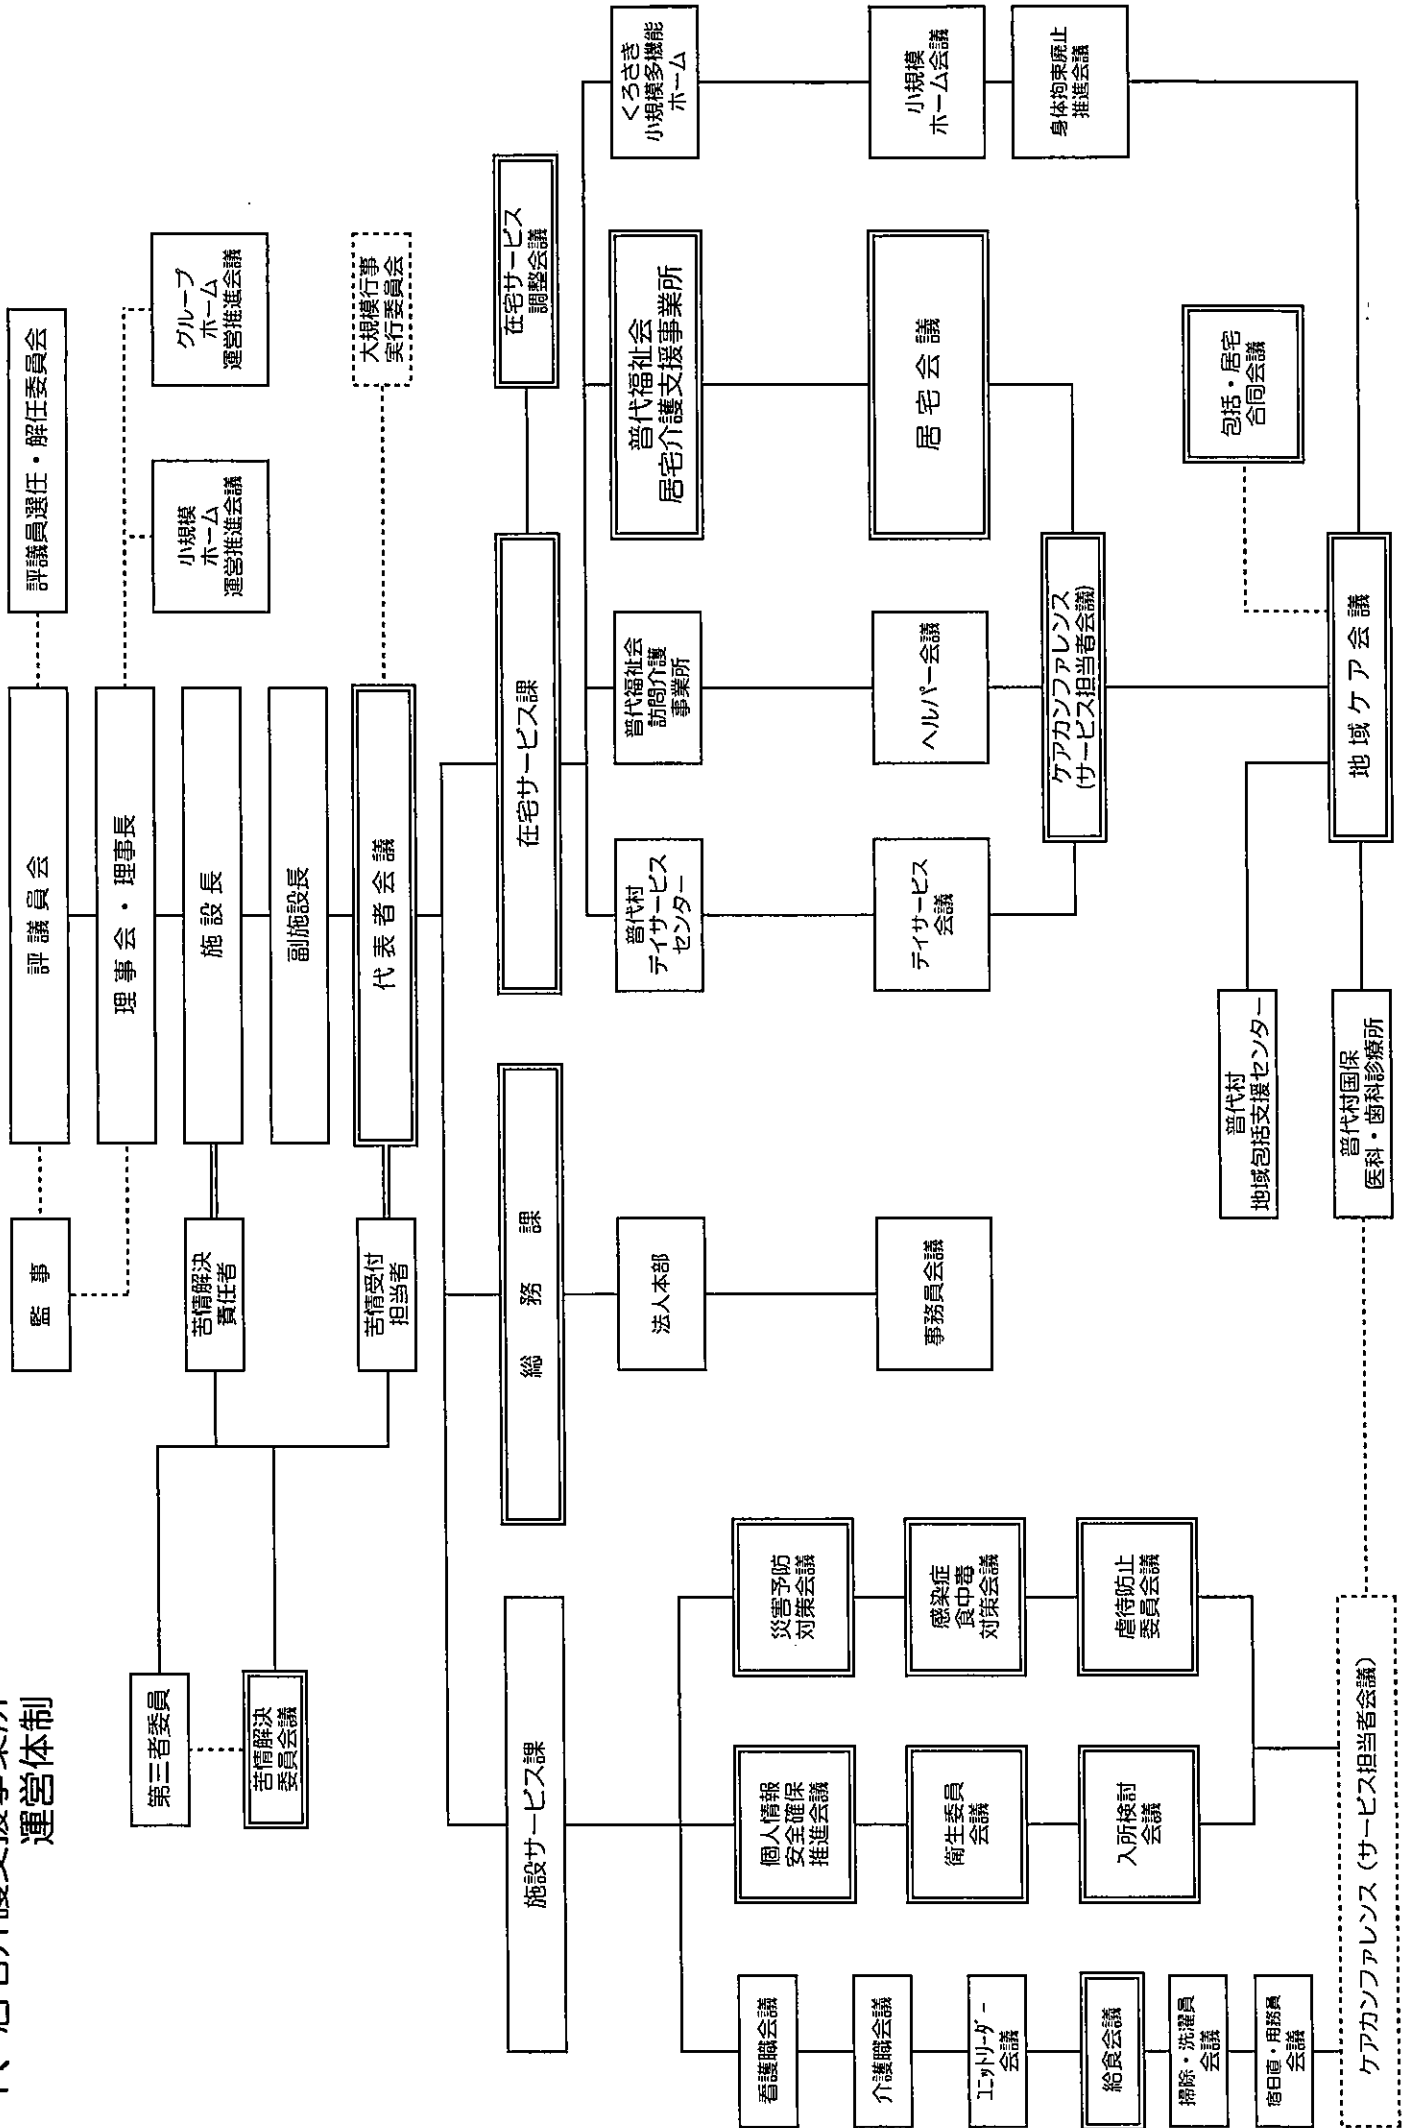 運営体制
評議員会
評議員選任・解任委員会
監事
理事会・理事長
小規模
ホーム
運営推進会議
グループ
ホーム
運営推進会議
施設長
苦情解決
責任者
副施設長
代表者会議
苦情受付
担当者
大規模行事
実行委員会
第三者委員
苦情解決
委員会議
施設サービス課
総務課
在宅サービス課
在宅サービス
調整会議
法人本部
事務員会議
普代村
デイサービス
センター
普代福祉会
訪問介護
事業所
普代福祉会
居宅介護支援事業所
くろさき
小規模多機能
ホーム
デイサービス
会議
ヘルパー会議
居宅会議
小規模
ホーム会議
身体拘束廃止
推進会議
看護職会議
介護職会議
ユニットリーダー
会議
給食会議
掃除・洗濯員
会議
宿日直・用務員
会議
個人情報
安全確保
推進会議
衛生委員
会議
入所検討
会議
災害予防
対策会議
感染症
食中毒
対策会議
虐待防止
委員会議
ケアカンファレンス
(サービス担当者会議)
包括・居宅
合同会議
普代村
地域包括支援センター
地域ケア会議
普代村国保
医科・歯科診療所
ケアカンファレンス（サービス担当者会議）